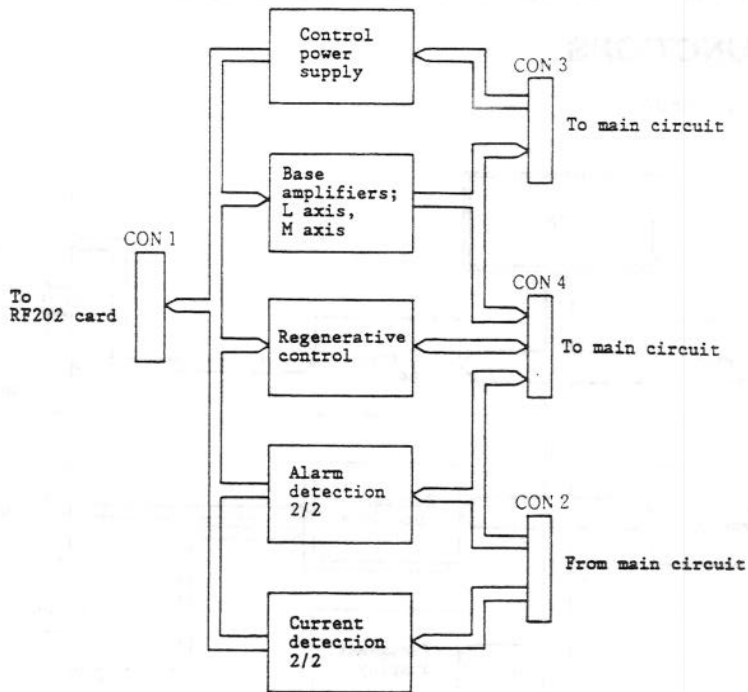 UNCTIONS
Control
power
supply
CON 3
To main circuit
Base
amplifiers;
L axis,
M axis
CON 1
To
RF202 card
CON 4
Regenerative
control
To main circuit
Alarm
detection
2/2
CON 2
From main circuit
Current
detection
2/2